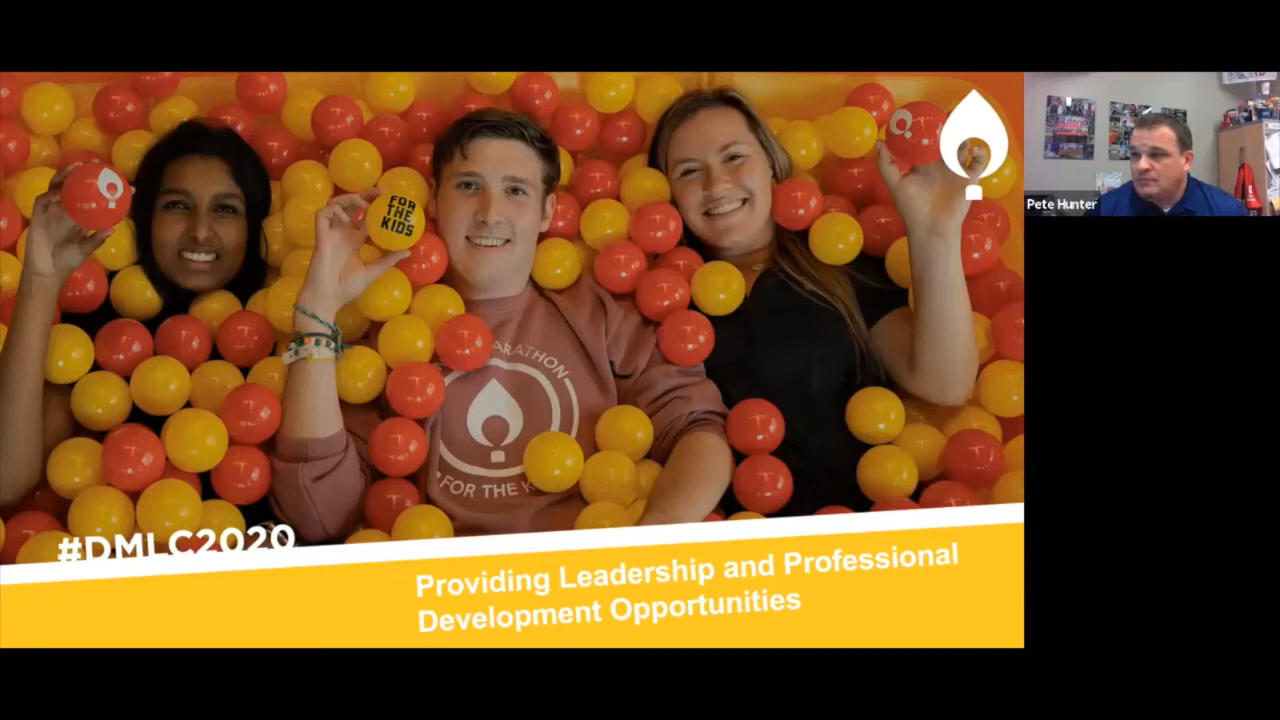 FOR
THE
KIDS
ARATHON
FOR THE K
#DMLC2020
Providing Leadership and Professional
Development Opportunities
Pete Hunter